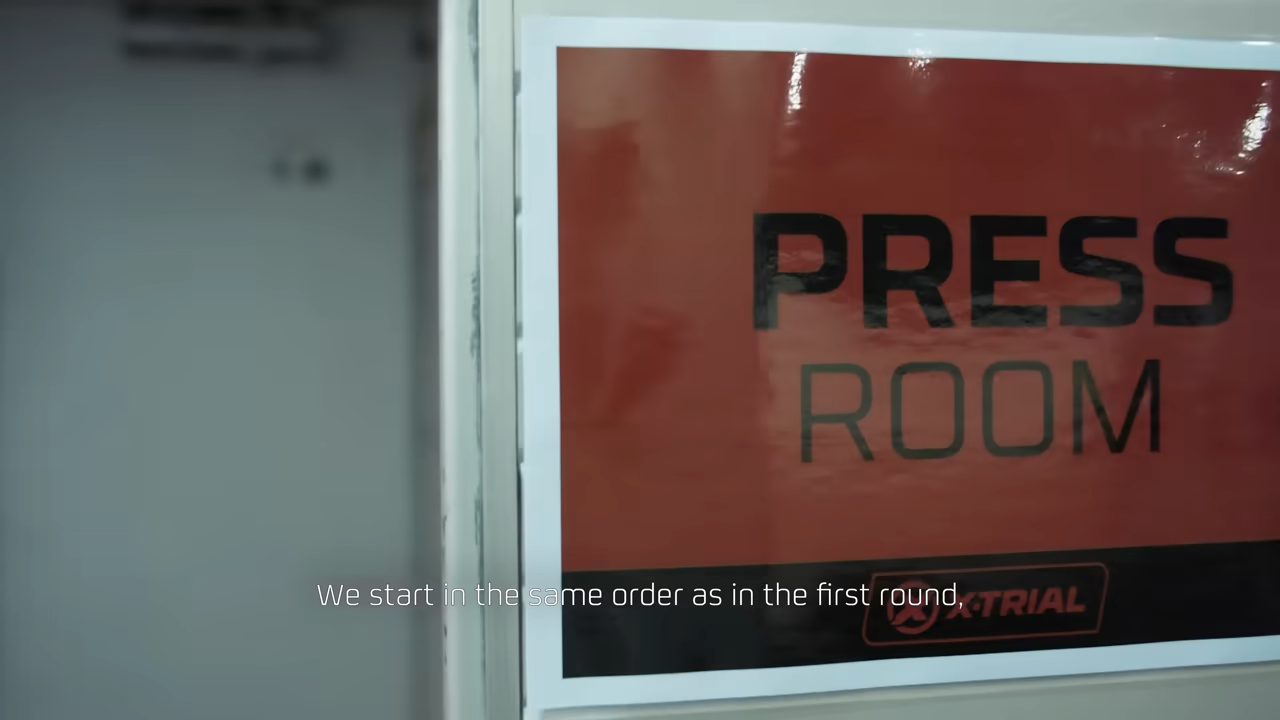 PRESS
ROOM
We start in the same order as in the first round,
X-TRIAL